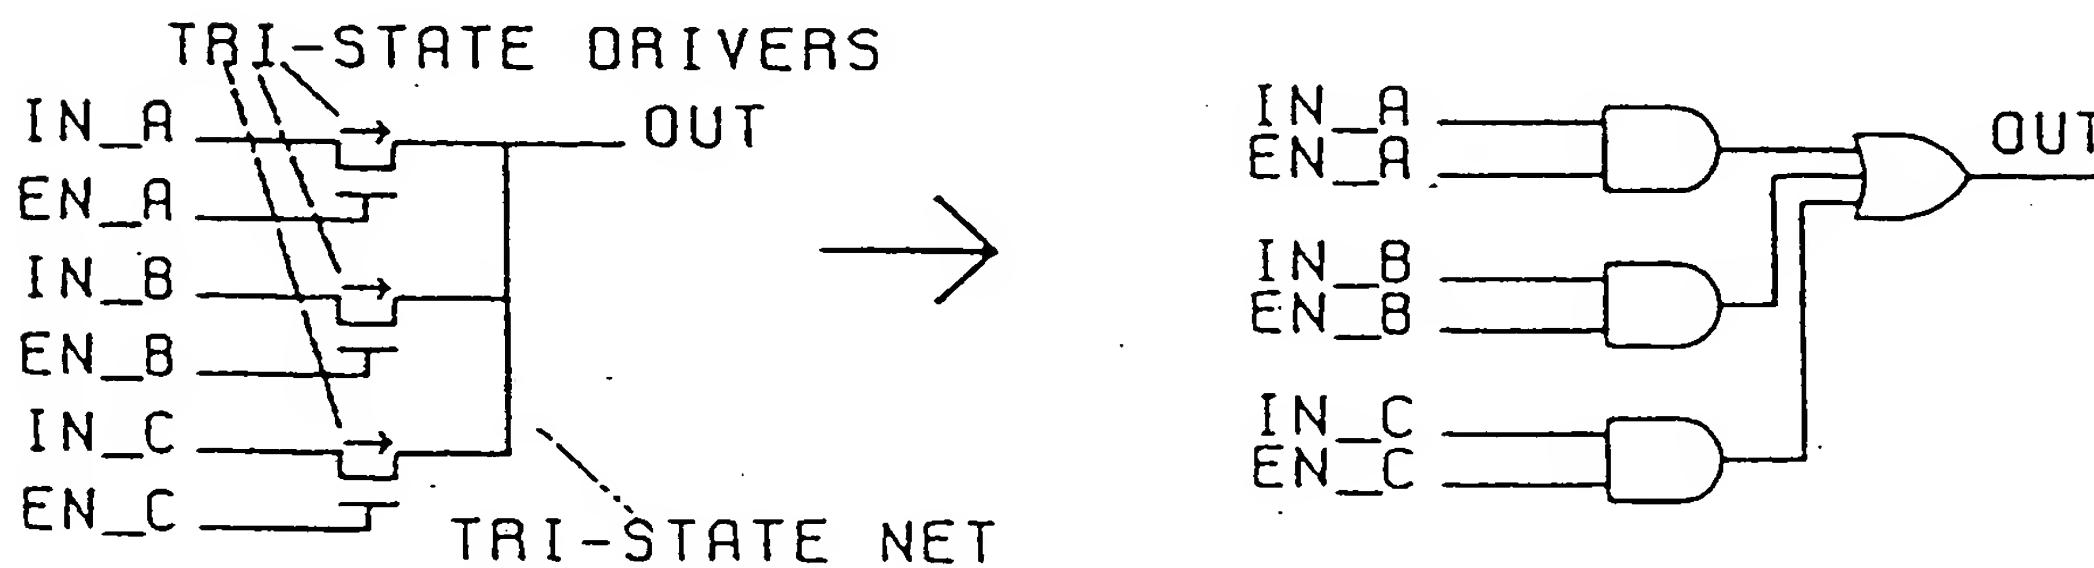 TRI-STATE DRIVERS
IN_A
OUT
EN_A
IN_B
EN_B
IN_C
EN_C
TRI-STATE NET
IN_A
EN_A
OUT
IN_B
EN_B
IN_C
EN_C